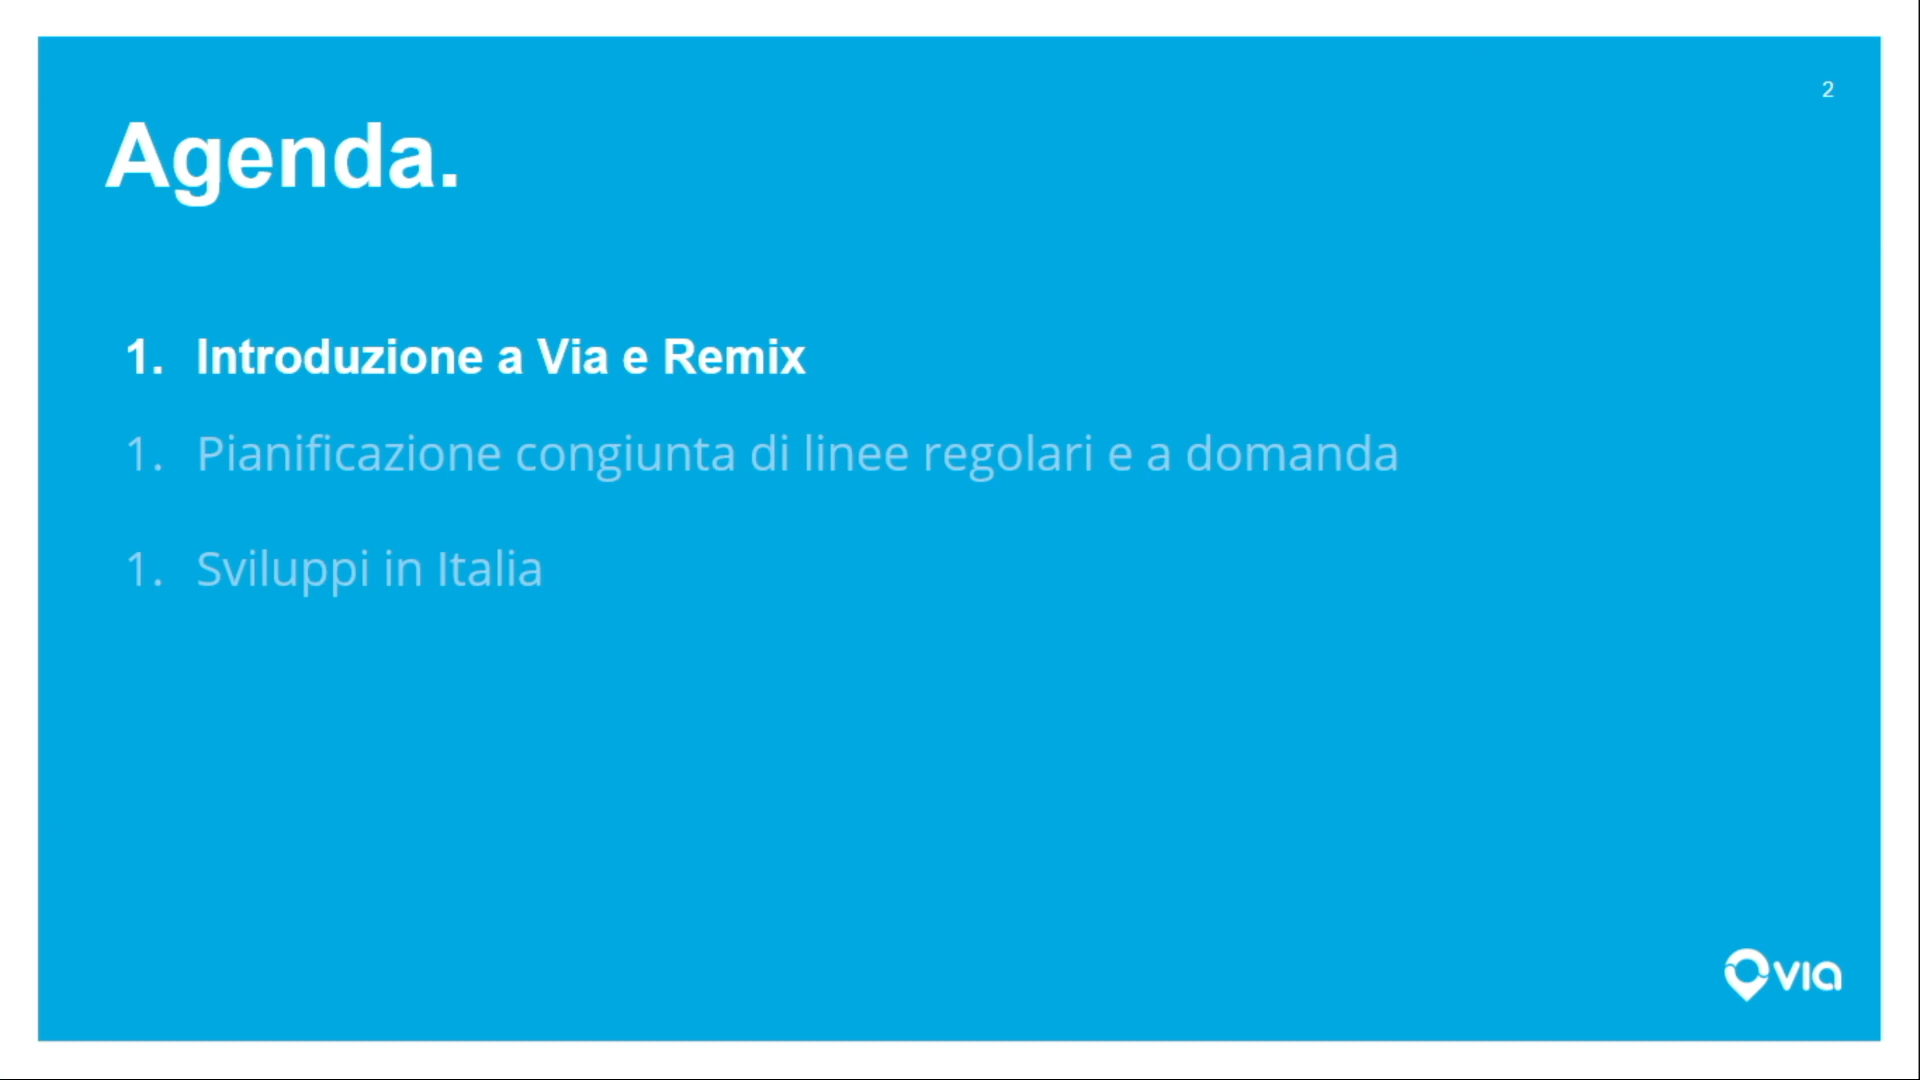 2
Agenda.
1. Introduzione a Via e Remix
1. Pianificazione congiunta di linee regolari e a domanda
1. Sviluppi in Italia
via